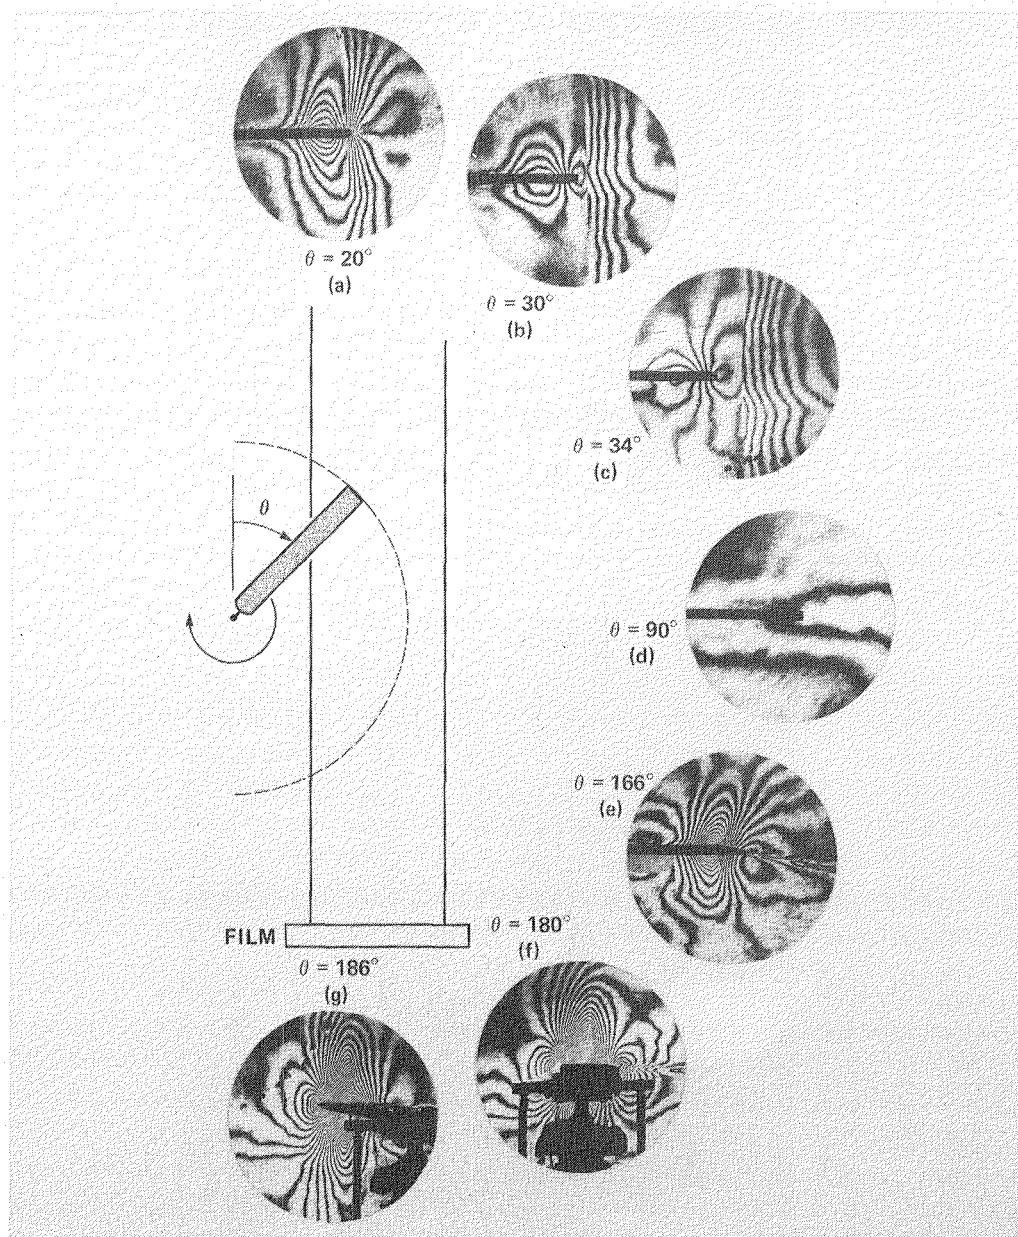 θ = 20°
(a)
θ = 30°
(b)
θ = 34°
(c)
θ
θ = 90°
(d)
θ = 166°
(e)
θ = 180°
(f)
FILM
θ = 186°
(g)